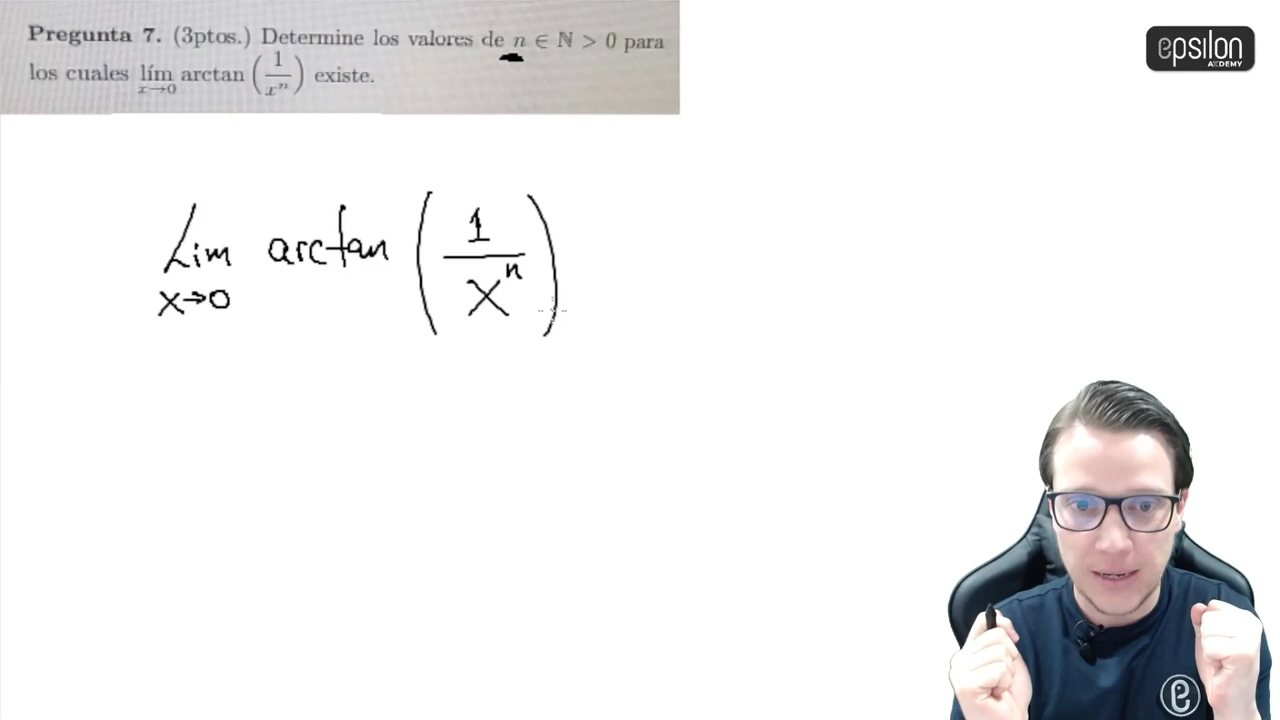 Pregunta 7. (3ptos.) Determine los valores de n ∈ ℕ > 0 para
los cuales lím x→0 arctan (1/xⁿ) existe.
epsilon
ACADEMY
Lim x→0 arctan (1/xⁿ)